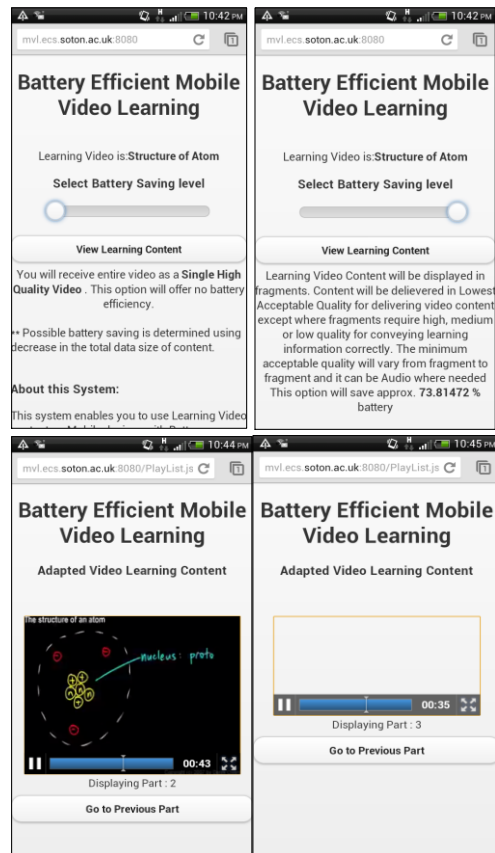 10:42 PM
mvl.ecs.soton.ac.uk:8080
1
Battery Efficient Mobile
Video Learning
Learning Video is:Structure of Atom
Select Battery Saving level
View Learning Content
You will receive entire video as a Single High
Quality Video . This option will offer no battery
efficiency.
** Possible battery saving is determined using
decrease in the total data size of content.
About this System:
This system enables you to use Learning Video
H
10:42 PM
mvl.ecs.soton.ac.uk:8080
1
Battery Efficient Mobile
Video Learning
Learning Video is:Structure of Atom
Select Battery Saving level
View Learning Content
Learning Video Content will be displayed in
fragments. Content will be delievered in Lowest
Acceptable Quality for delivering video content
except where fragments require high, medium
or low quality for conveying learning
information correctly. The minimum
acceptable quality will vary from fragment to
fragment and it can be Audio where needed
This option will save approx. 73.81472 %
battery
H
10:44 PM
mvl.ecs.soton.ac.uk:8080/PlayList.js
1
Battery Efficient Mobile
Video Learning
Adapted Video Learning Content
The structure of an atom
nucleus: proto
00:43
Displaying Part : 2
Go to Previous Part
H
10:45 PM
mvl.ecs.soton.ac.uk:8080/PlayList.js
1
Battery Efficient Mobile
Video Learning
Adapted Video Learning Content
00:35
Displaying Part : 3
Go to Previous Part